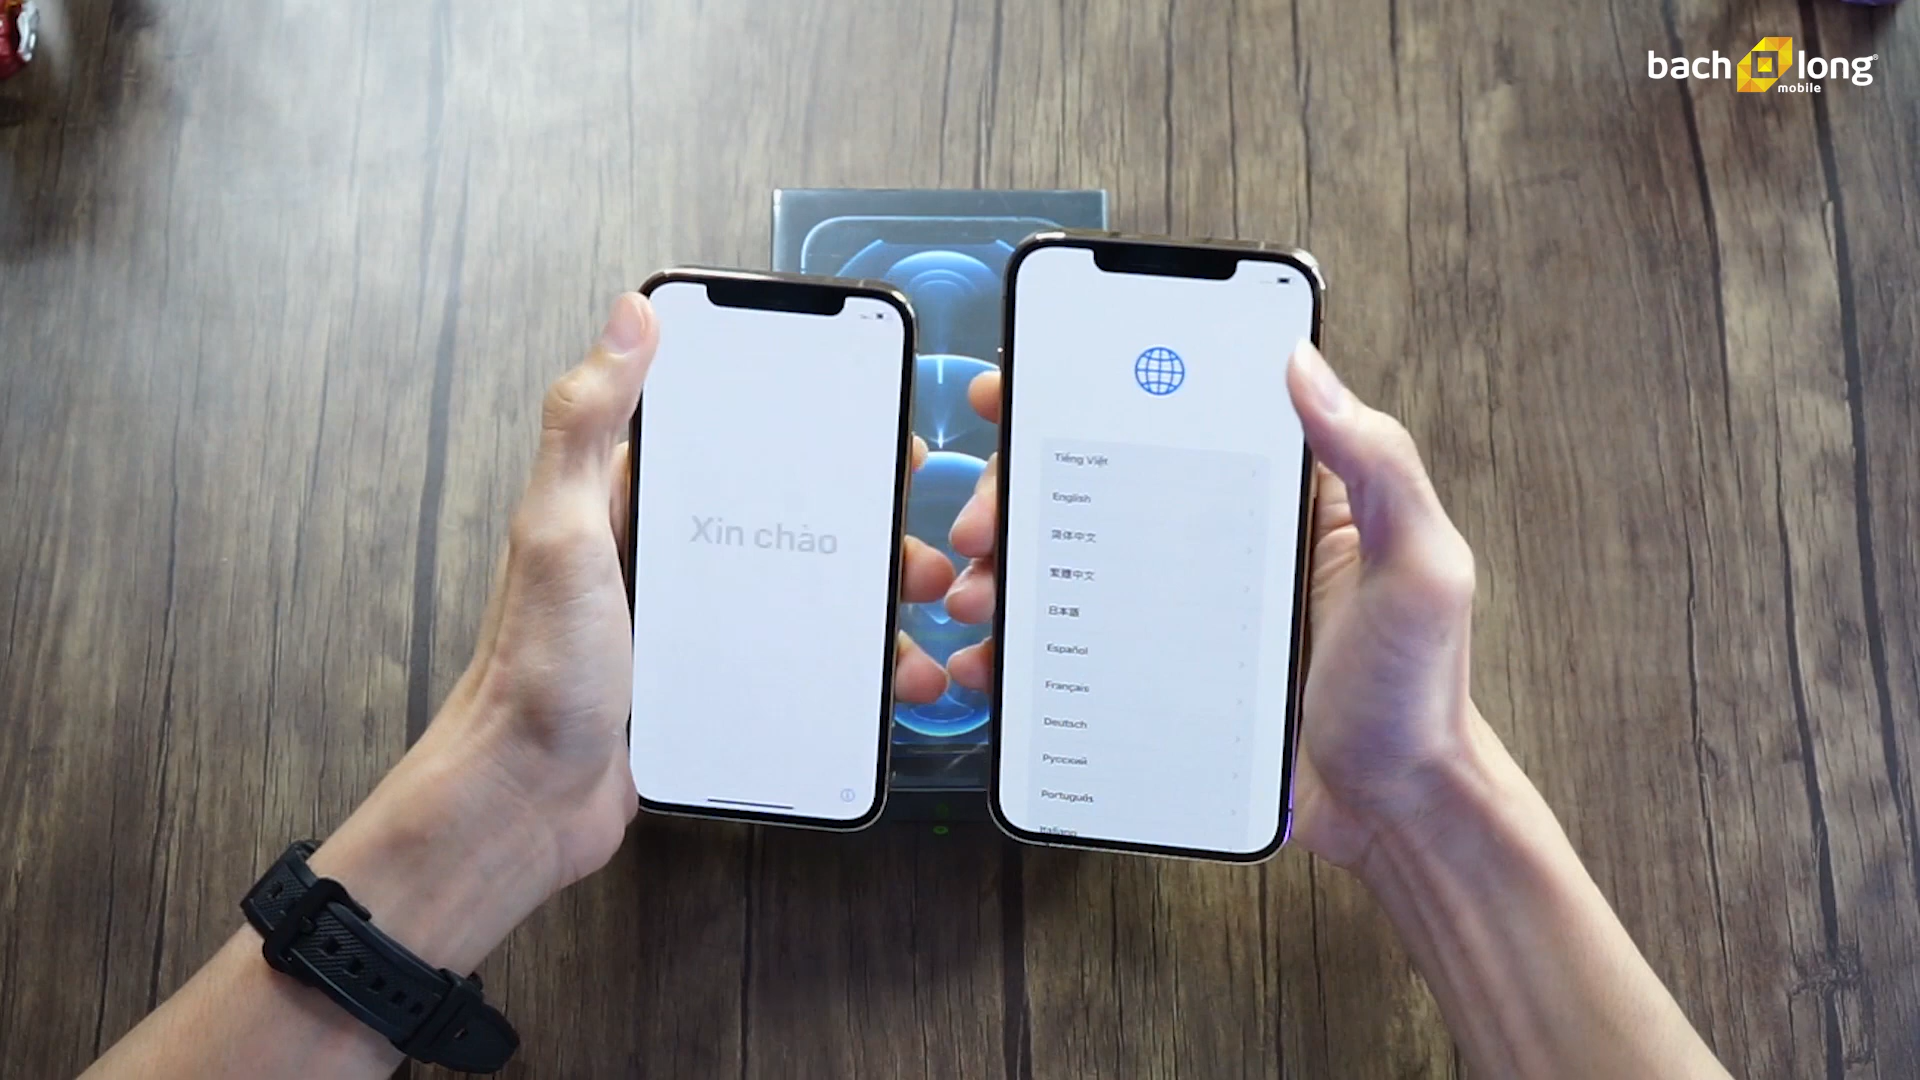 bach long®
mobile
Xin chào
Tiếng Việt
English
简体中文
繁體中文
日本語
Español
Français
Deutsch
Русский
Português
Italiano